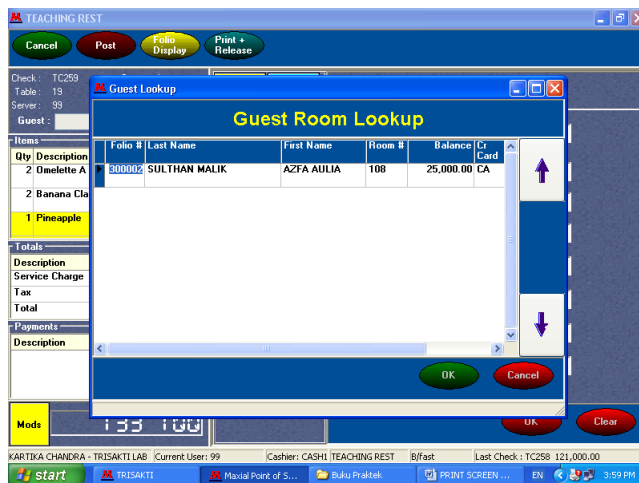 TEACHING REST
Cancel
Post
Folio
Display
Print +
Release
Check : TC259
Table : 19
Server : 99
Guest :
Items
Qty Description
2 Omelette A
2 Banana Cla
1 Pineapple
Totals
Description
Service Charge
Tax
Total
Payments
Description
Mods
Guest Lookup
Guest Room Lookup
Folio # Last Name First Name Room # Balance Cr Card
800002 SULTHAN MALIK AZFA AULIA 108 25,000.00 CA
OK Cancel
OK Clear
KARTIKA CHANDRA - TRISAKTI LAB Current User: 99 Cashier: CASH1 TEACHING REST B/fast Last Check : TC258 121,000.00
start TRISAKTI Maxial Point of S... Buku Praktek PRINT SCREEN ... EN 3:59 PM